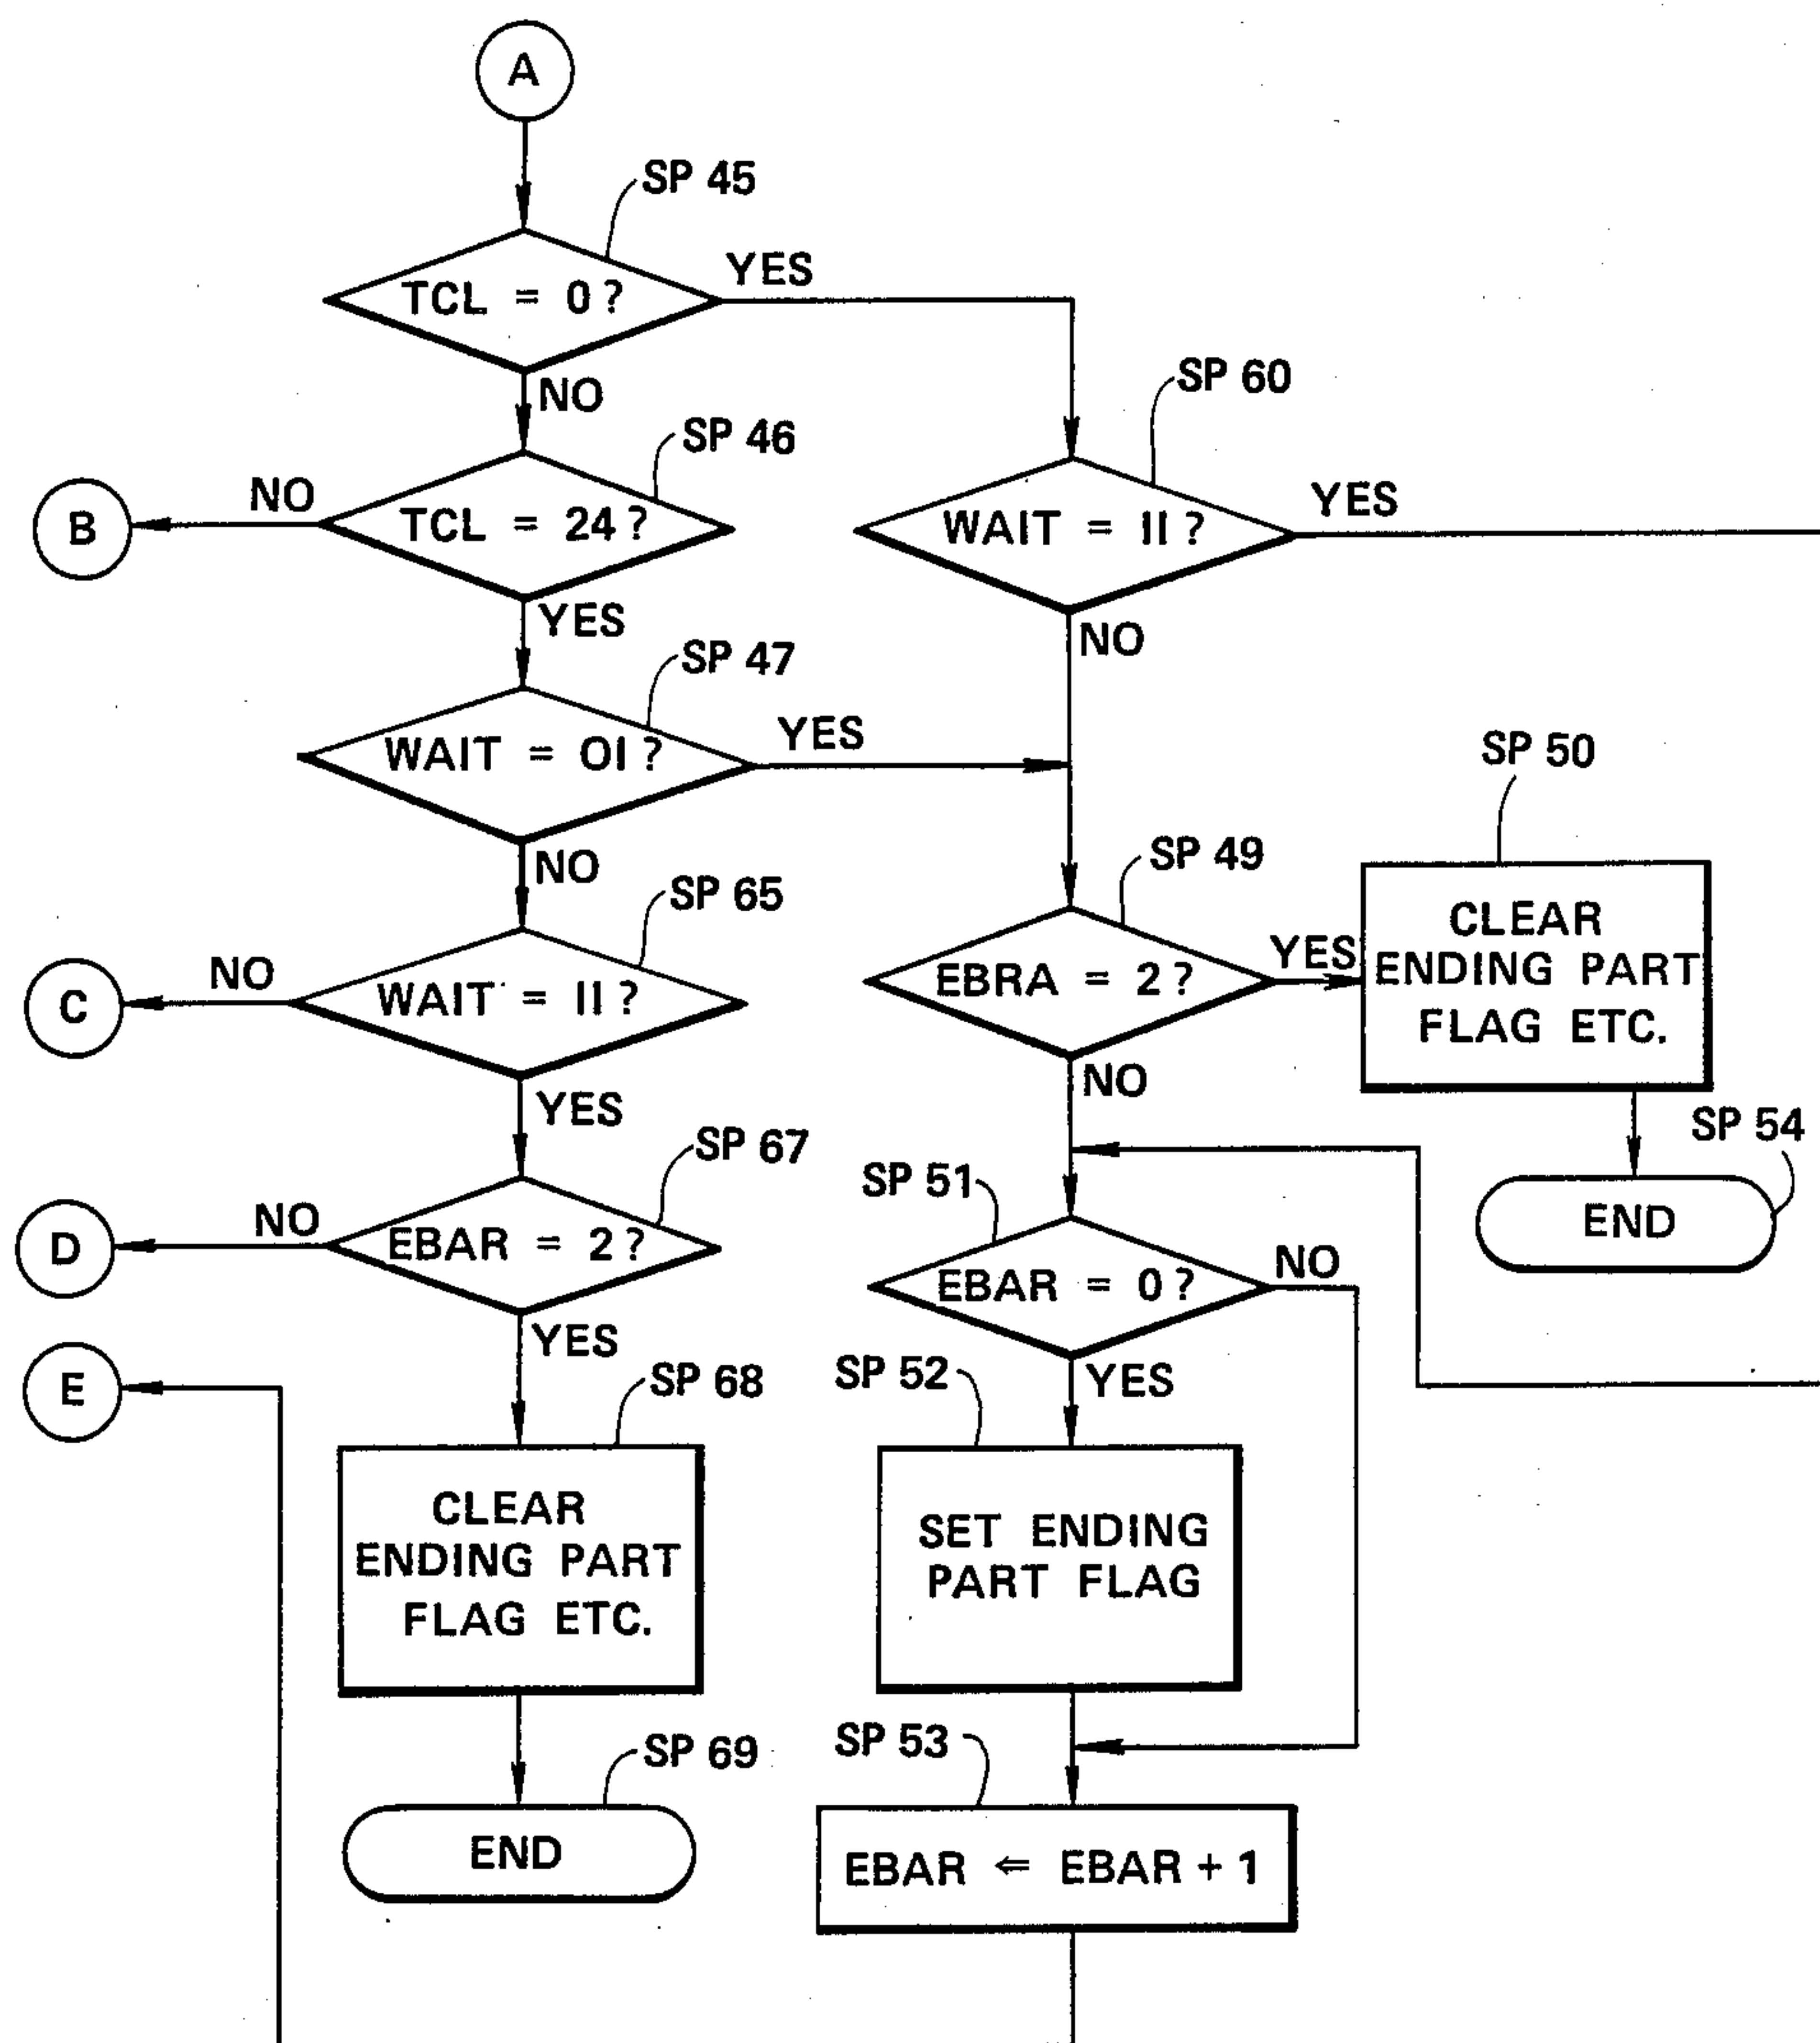 A
SP 45
TCL = 0?
YES
NO
SP 60
SP 46
NO
B
TCL = 24?
WAIT = 11?
YES
YES
NO
SP 47
WAIT = 01?
YES
SP 50
NO
SP 49
SP 65
CLEAR
ENDING PART
FLAG ETC.
NO
C
WAIT = 11?
EBRA = 2?
YES
NO
YES
SP 54
SP 67
SP 51
NO
D
EBAR = 2?
END
EBAR = 0?
NO
YES
E
SP 68
SP 52
YES
CLEAR
ENDING PART
FLAG ETC.
SET ENDING
PART FLAG
SP 69
SP 53
END
EBAR ⇐ EBAR + 1